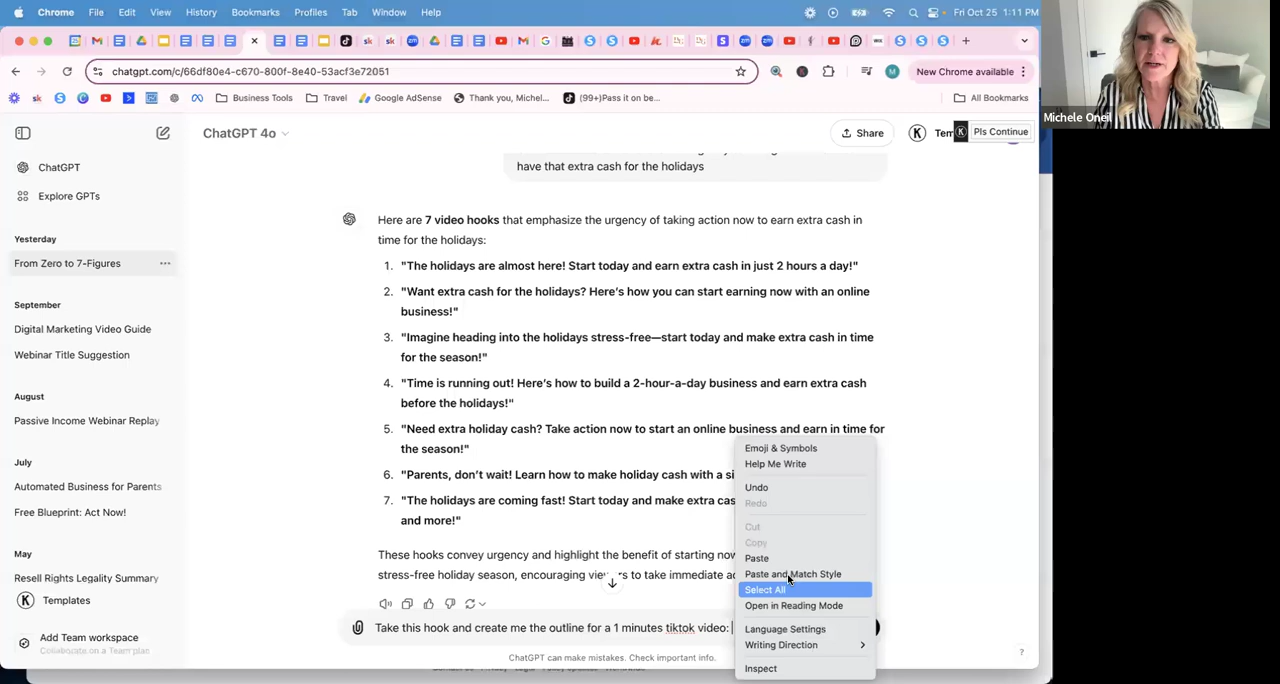 Chrome File Edit View History Bookmarks Profiles Tab Window Help Fri Oct 25 1:11 PM
chatgpt.com/c/66df80e4-c670-800f-8e40-53acf3e72051 New Chrome available
Business Tools Travel Google AdSense Thank you, Michel... (99+)Pass it on be... All Bookmarks
Michele Oneil
ChatGPT 4o Share Tem Pls Continue
ChatGPT
Explore GPTs
Yesterday
From Zero to 7-Figures
September
Digital Marketing Video Guide
Webinar Title Suggestion
August
Passive Income Webinar Replay
July
Automated Business for Parents
Free Blueprint: Act Now!
May
Resell Rights Legality Summary
Templates
Add Team workspace
Collaborate on a Team plan
have that extra cash for the holidays
Here are 7 video hooks that emphasize the urgency of taking action now to earn extra cash in
time for the holidays:
1. "The holidays are almost here! Start today and earn extra cash in just 2 hours a day!"
2. "Want extra cash for the holidays? Here's how you can start earning now with an online
business!"
3. "Imagine heading into the holidays stress-free—start today and make extra cash in time
for the season!"
4. "Time is running out! Here's how to build a 2-hour-a-day business and earn extra cash
before the holidays!"
5. "Need extra holiday cash? Take action now to start an online business and earn in time for
the season!"
6. "Parents, don't wait! Learn how to make holiday cash with a si
7. "The holidays are coming fast! Start today and make extra cas
and more!"
These hooks convey urgency and highlight the benefit of starting now
stress-free holiday season, encouraging viewers to take immediate ac
Take this hook and create me the outline for a 1 minutes tiktok video:
ChatGPT can make mistakes. Check important info.
?
Emoji & Symbols
Help Me Write
Undo
Redo
Cut
Copy
Paste
Paste and Match Style
Select All
Open in Reading Mode
Language Settings
Writing Direction
Inspect